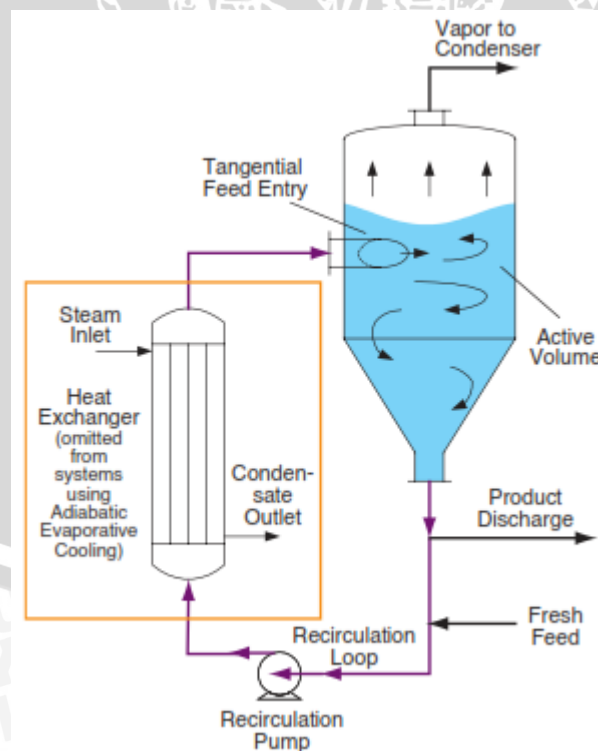 Vapor to
Condenser
Tangential
Feed Entry
Steam
Inlet
Heat
Exchanger
(omitted
from
systems
using
Adiabatic
Evaporative
Cooling)
Conden-
sate
Outlet
Active
Volume
Product
Discharge
Fresh
Feed
Recirculation
Loop
Recirculation
Pump